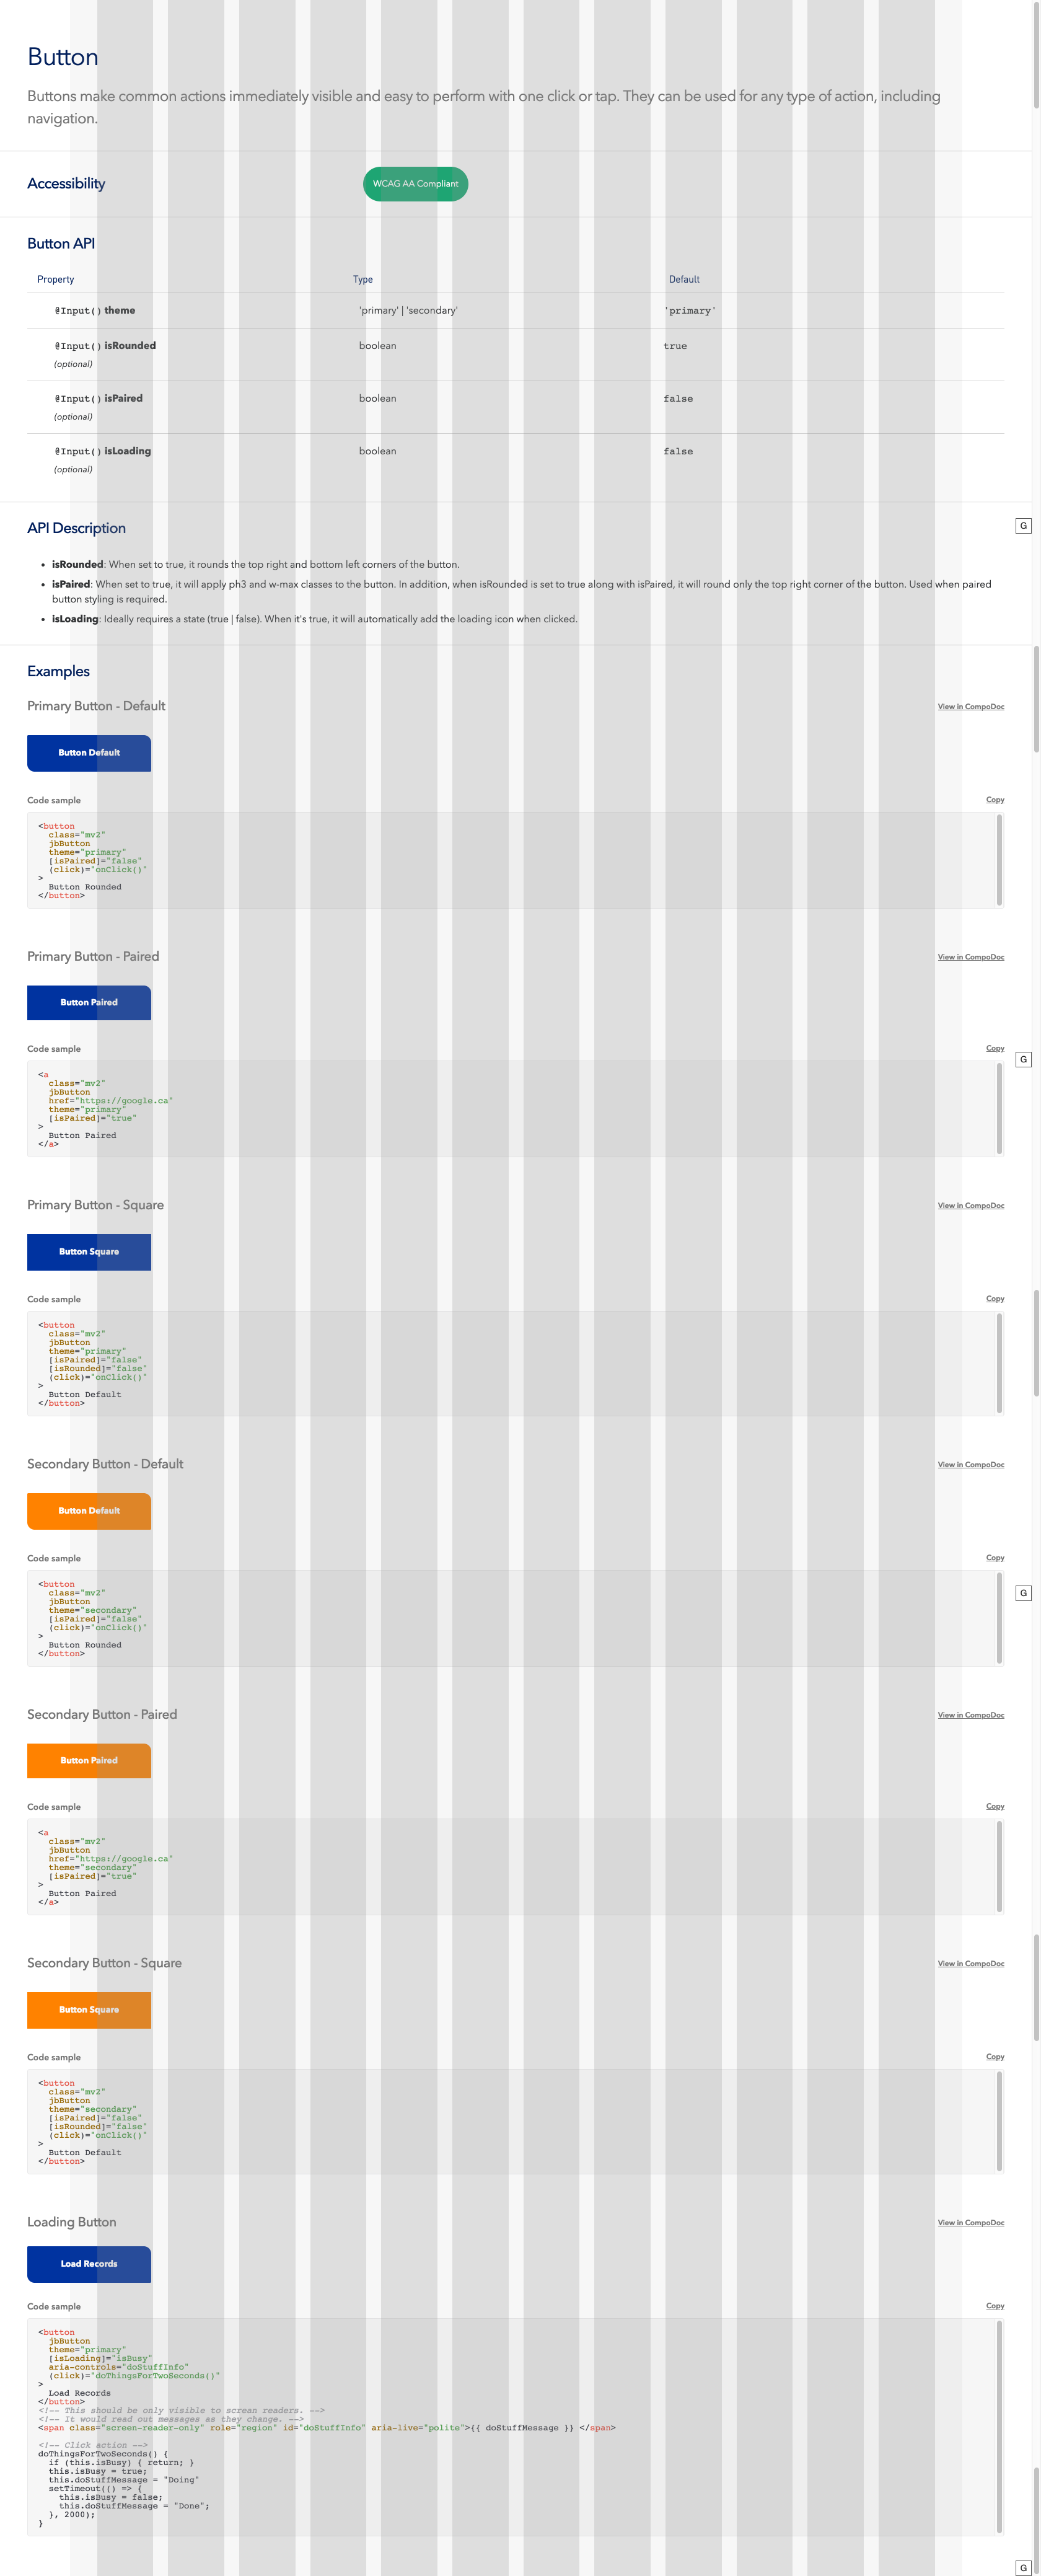 Button
Buttons make common actions immediately visible and easy to perform with one click or tap. They can be used for any type of action, including
navigation.
Accessibility
WCAG AA Compliant
Button API
Property Type Default
@Input() theme 'primary' | 'secondary' 'primary'
@Input() isRounded boolean true
(optional)
@Input() isPaired boolean false
(optional)
@Input() isLoading boolean false
(optional)
API Description
G
• isRounded: When set to true, it rounds the top right and bottom left corners of the button.
• isPaired: When set to true, it will apply ph3 and w-max classes to the button. In addition, when isRounded is set to true along with isPaired, it will round only the top right corner of the button. Used when paired
button styling is required.
• isLoading: Ideally requires a state (true | false). When it's true, it will automatically add the loading icon when clicked.
Examples
Primary Button - Default View in CompoDoc
Button Default
Code sample Copy
<button
  class="mv2"
  jbButton
  theme="primary"
  [isPaired]="false"
  (click)="onClick()"
>
  Button Rounded
</button>
Primary Button - Paired View in CompoDoc
Button Paired
Code sample Copy
G
<a
  class="mv2"
  jbButton
  href="https://google.ca"
  theme="primary"
  [isPaired]="true"
>
  Button Paired
</a>
Primary Button - Square View in CompoDoc
Button Square
Code sample Copy
<button
  class="mv2"
  jbButton
  theme="primary"
  [isPaired]="false"
  [isRounded]="false"
  (click)="onClick()"
>
  Button Default
</button>
Secondary Button - Default View in CompoDoc
Button Default
Code sample Copy
<button
  class="mv2"
G
  jbButton
  theme="secondary"
  [isPaired]="false"
  (click)="onClick()"
>
  Button Rounded
</button>
Secondary Button - Paired View in CompoDoc
Button Paired
Code sample Copy
<a
  class="mv2"
  jbButton
  href="https://google.ca"
  theme="secondary"
  [isPaired]="true"
>
  Button Paired
</a>
Secondary Button - Square View in CompoDoc
Button Square
Code sample Copy
<button
  class="mv2"
  jbButton
  theme="secondary"
  [isPaired]="false"
  [isRounded]="false"
  (click)="onClick()"
>
  Button Default
</button>
Loading Button View in CompoDoc
Load Records
Code sample Copy
<button
  jbButton
  theme="primary"
  [isLoading]="isBusy"
  aria-controls="doStuffInfo"
  (click)="doThingsForTwoSeconds()"
>
  Load Records
</button>
<!-- This should be only visible to screan readers. -->
<!-- It would read out messages as they change. -->
<span class="screen-reader-only" role="region" id="doStuffInfo" aria-live="polite">{{ doStuffMessage }} </span>
<!-- Click action -->
doThingsForTwoSeconds() {
  if (this.isBusy) { return; }
  this.isBusy = true;
  this.doStuffMessage = "Doing"
  setTimeout(() => {
    this.isBusy = false;
    this.doStuffMessage = "Done";
  }, 2000);
}
G